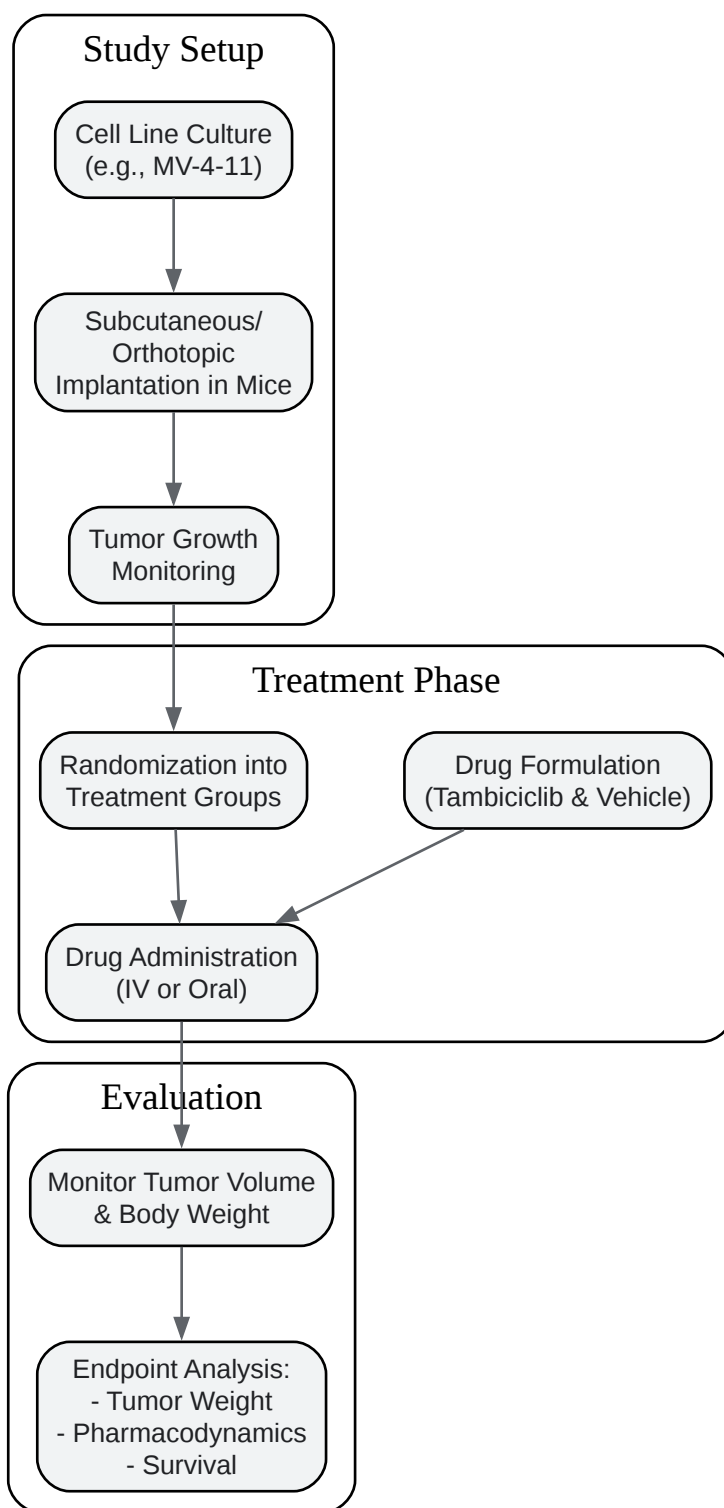 Study Setup
Cell Line Culture
(e.g., MV-4-11)
Subcutaneous/
Orthotopic
Implantation in Mice
Tumor Growth
Monitoring
Treatment Phase
Randomization into
Treatment Groups
Drug Formulation
(Tambiciclib & Vehicle)
Drug Administration
(IV or Oral)
Evaluation
Monitor Tumor Volume
& Body Weight
Endpoint Analysis:
- Tumor Weight
- Pharmacodynamics
- Survival